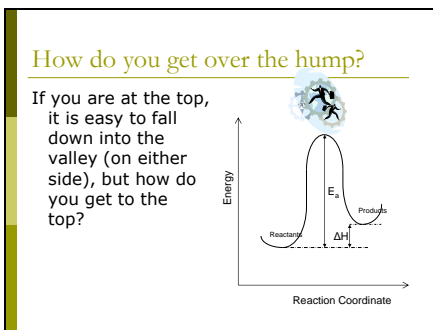 How do you get over the hump?
If you are at the top,
it is easy to fall
down into the
valley (on either
side), but how do
you get to the
top?
Energy
Ea
Products
Reactants
ΔH
Reaction Coordinate